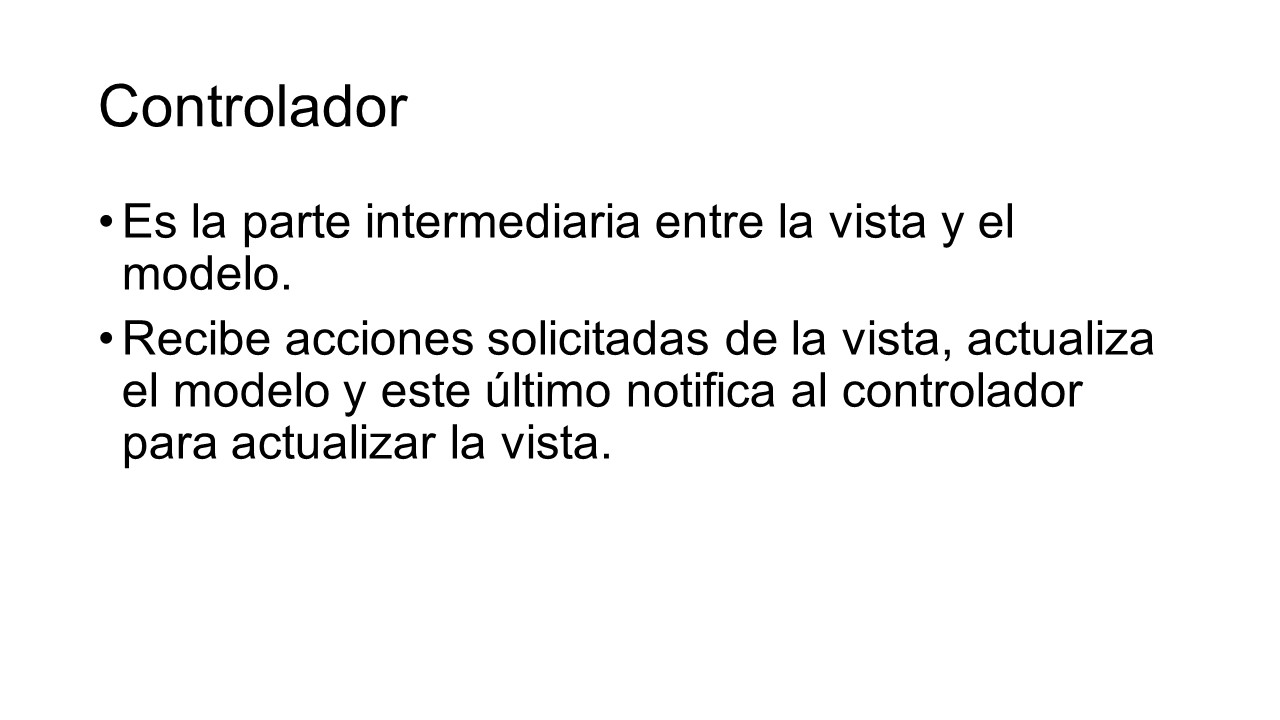 Controlador
•Es la parte intermediaria entre la vista y el
modelo.
•Recibe acciones solicitadas de la vista, actualiza
el modelo y este último notifica al controlador
para actualizar la vista.